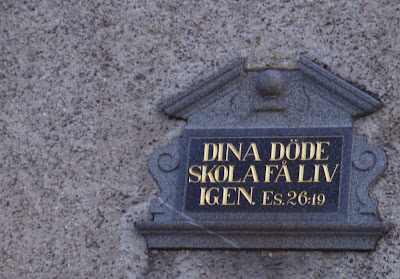 DINA DÖDE
SKOLA FÅ LIV
IGEN. Es. 26:19